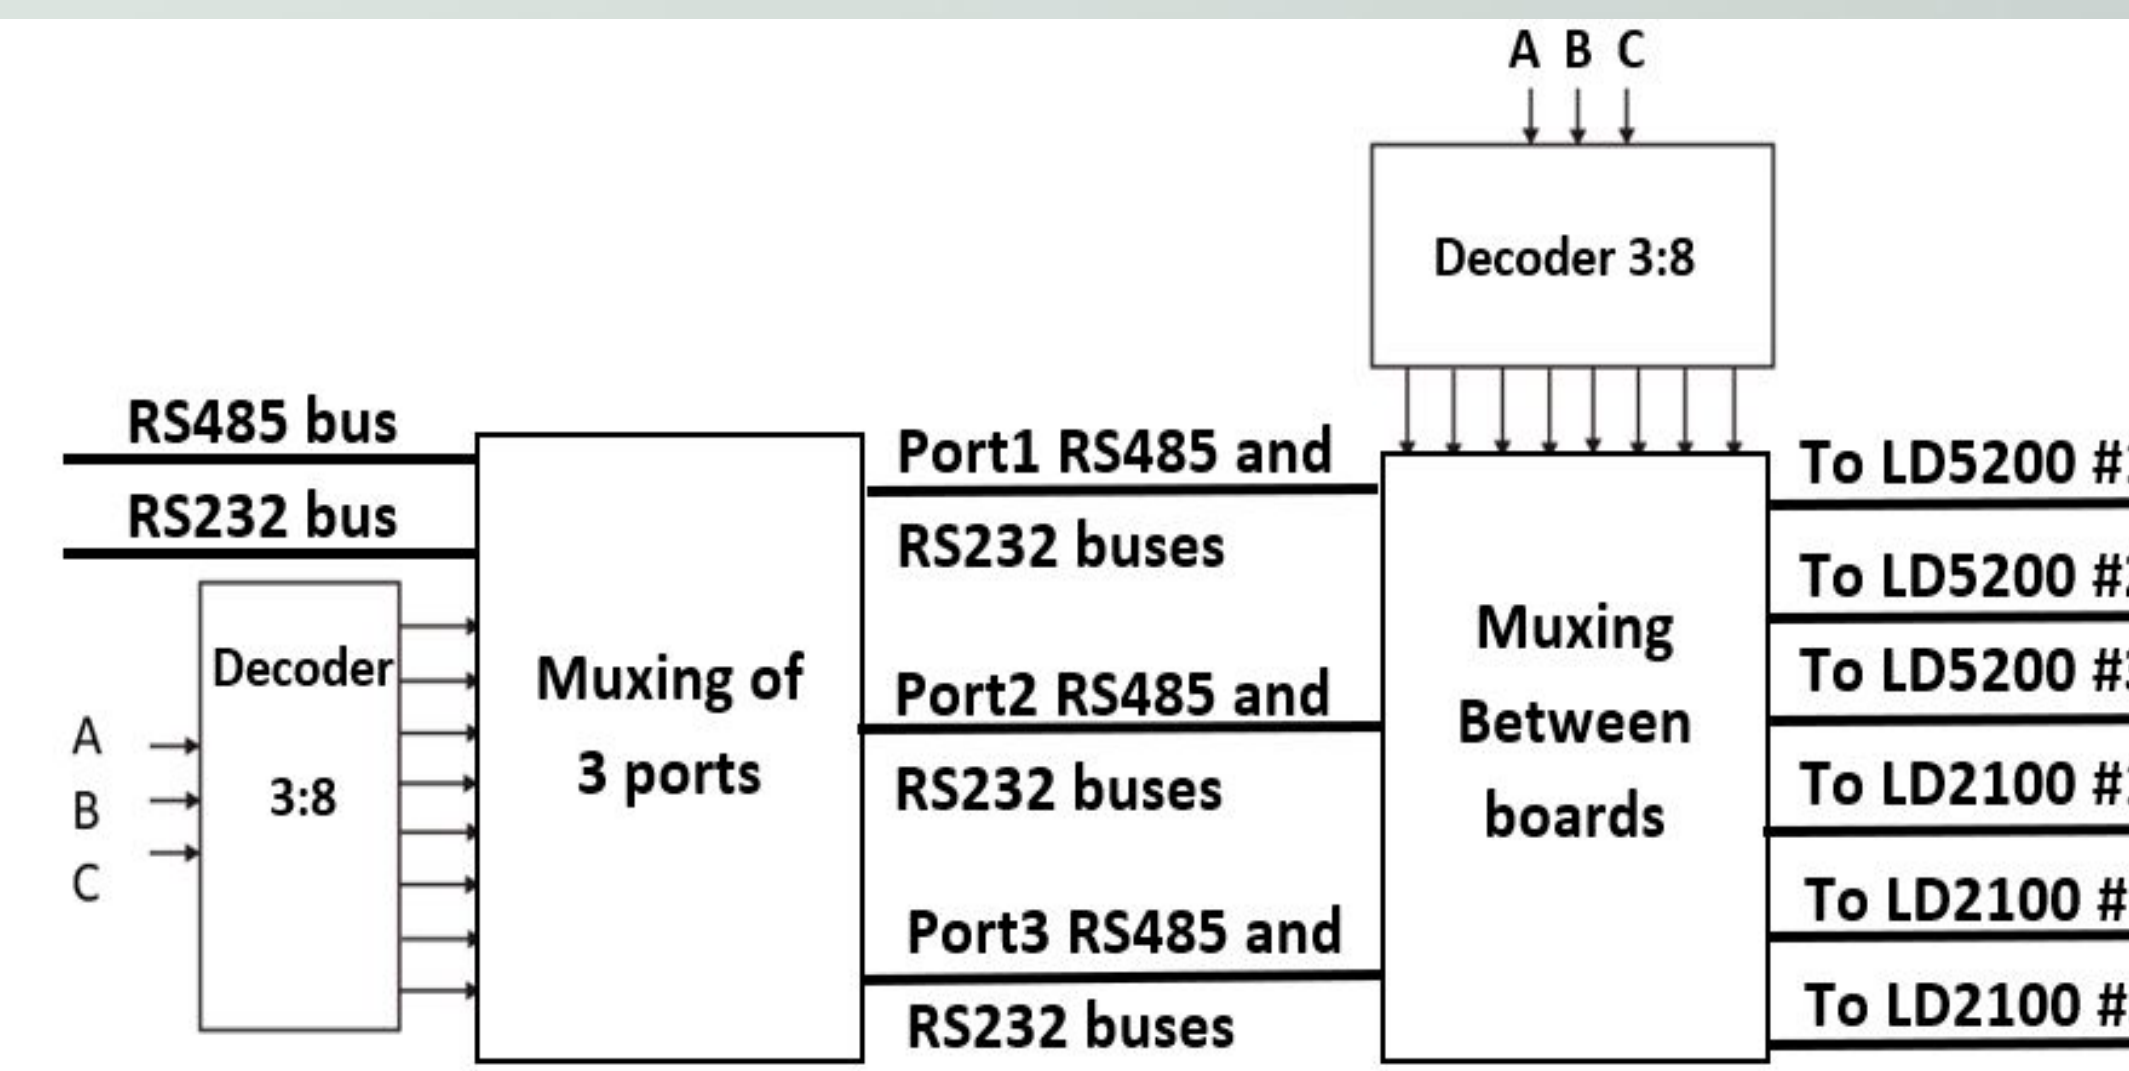 A B C
Decoder 3:8
RS485 bus
RS232 bus
Decoder
3:8
A
B
C
Muxing of
3 ports
Port1 RS485 and
RS232 buses
Port2 RS485 and
RS232 buses
Port3 RS485 and
RS232 buses
Muxing
Between
boards
To LD5200 #
To LD5200 #
To LD5200 #
To LD2100 #
To LD2100 #
To LD2100 #